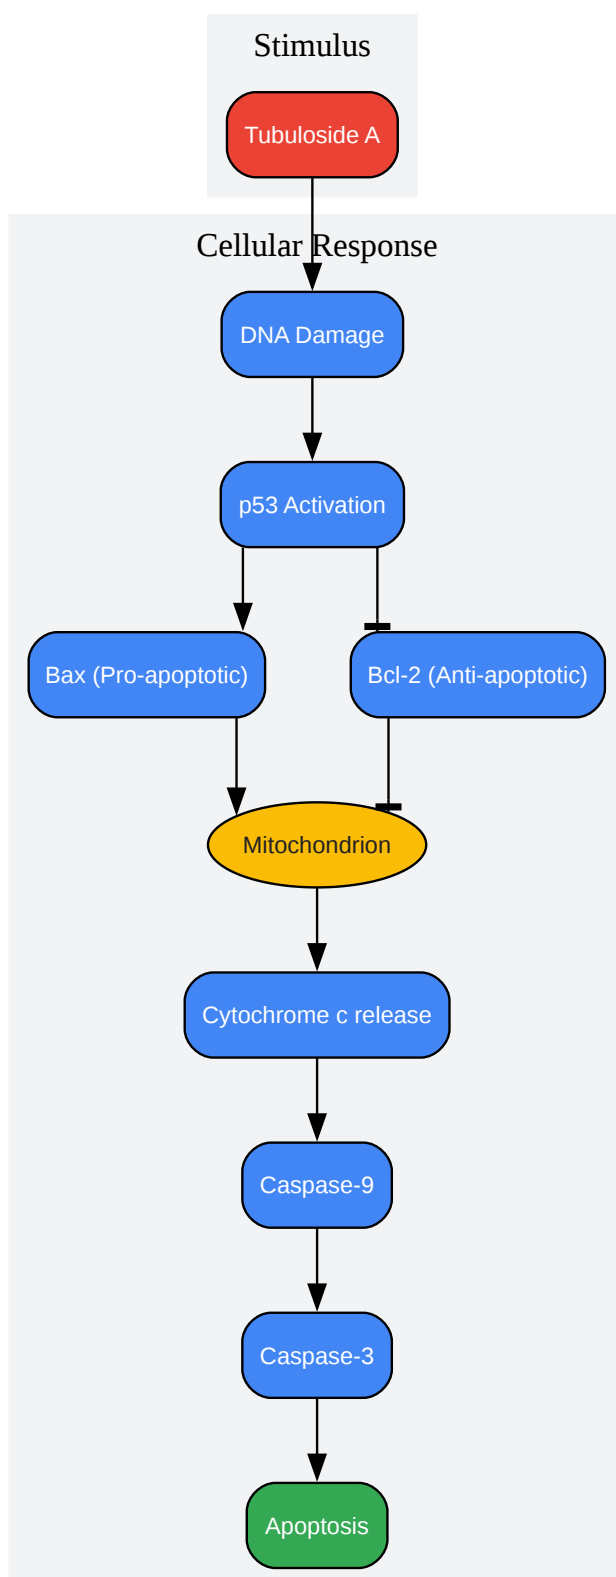 Stimulus
Tubuloside A
Cellular Response
DNA Damage
p53 Activation
Bax (Pro-apoptotic)
Bcl-2 (Anti-apoptotic)
Mitochondrion
Cytochrome c release
Caspase-9
Caspase-3
Apoptosis